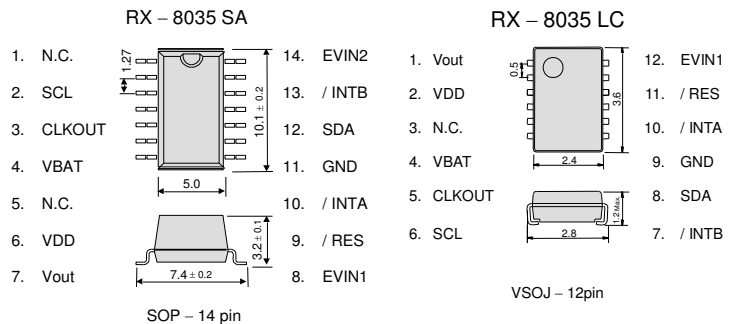 RX – 8035 SA
1. N.C.
2. SCL
3. CLKOUT
4. VBAT
5. N.C.
6. VDD
7. Vout
1.27
10.1 ± 0.2
5.0
3.2 ± 0.1
7.4 ± 0.2
14. EVIN2
13. / INTB
12. SDA
11. GND
10. / INTA
9. / RES
8. EVIN1
SOP – 14 pin
RX – 8035 LC
1. Vout
2. VDD
3. N.C.
4. VBAT
5. CLKOUT
6. SCL
0.5
3.6
2.4
1.2 Max
2.8
12. EVIN1
11. / RES
10. / INTA
9. GND
8. SDA
7. / INTB
VSOJ – 12pin